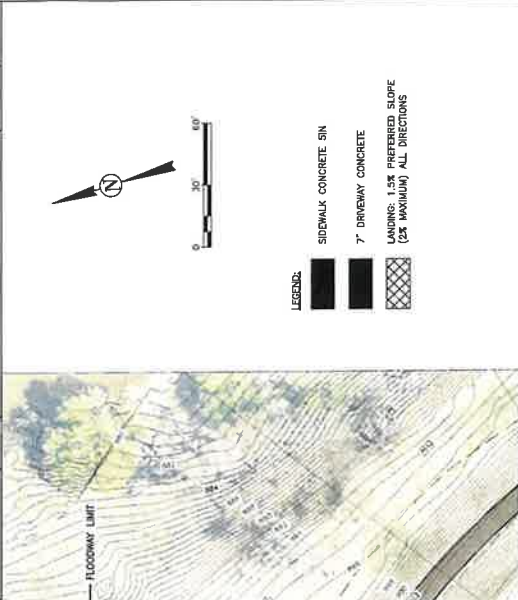 N
0 30' 60'
LEGEND:
SIDEWALK CONCRETE 5IN
7" DRIVEWAY CONCRETE
LANDING: 1.5% PREFERRED SLOPE
(2% MAXIMUM) ALL DIRECTIONS
FLOODWAY LIMIT